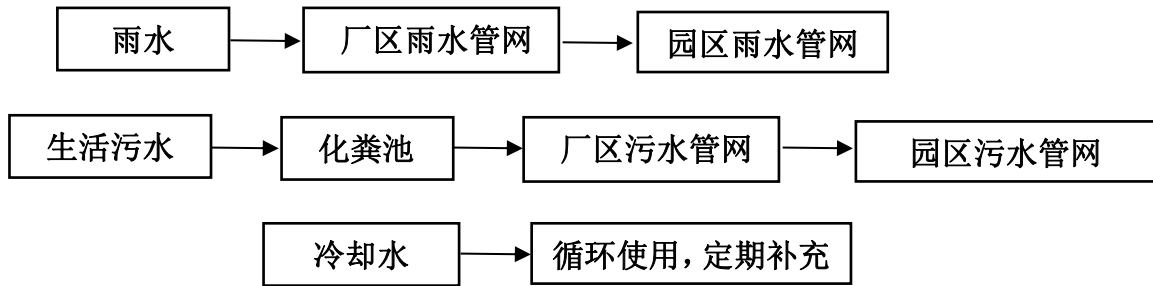 雨水 厂区雨水管网 园区雨水管网
生活污水 化粪池 厂区污水管网 园区污水管网
冷却水 循环使用，定期补充